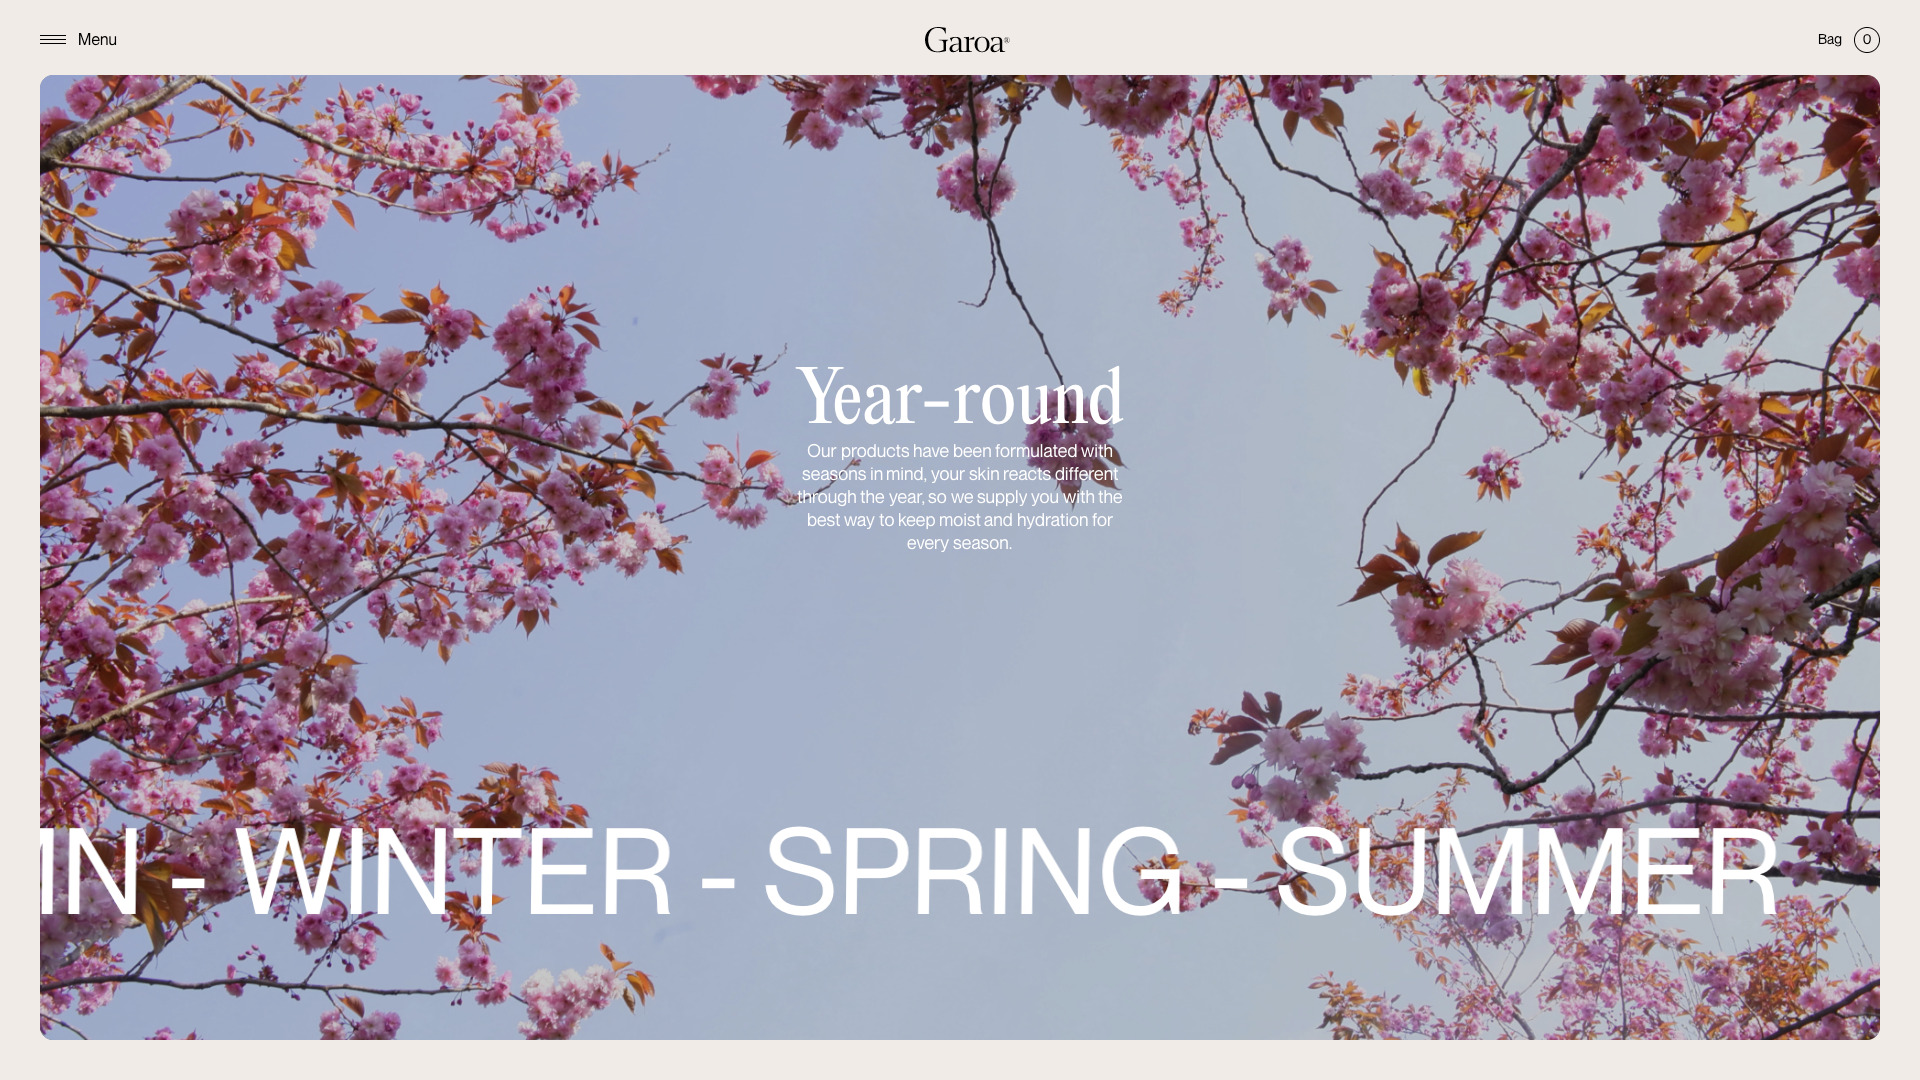 Menu
Garoa®
Bag 0
Year-round
Our products have been formulated with
seasons in mind, your skin reacts different
through the year, so we supply you with the
best way to keep moist and hydration for
every season.
- WINTER - SPRING - SUMMER